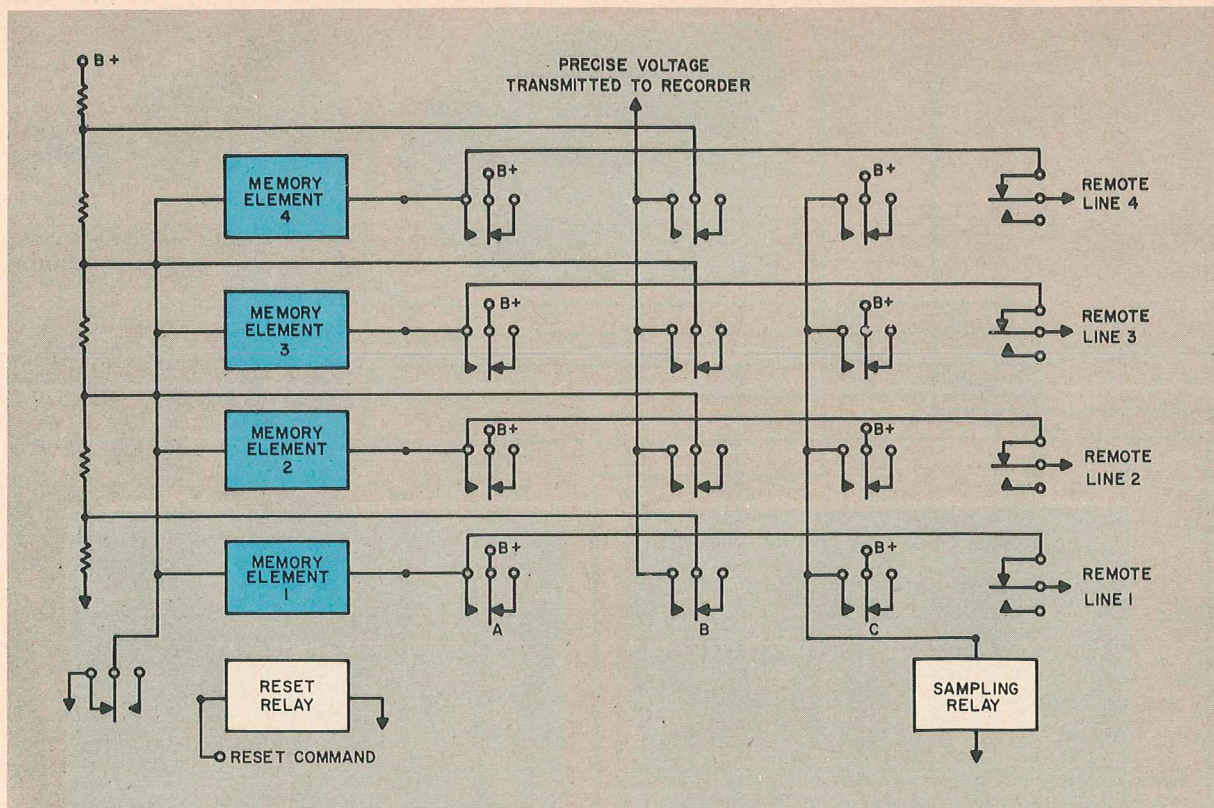 B+
PRECISE VOLTAGE
TRANSMITTED TO RECORDER
MEMORY
ELEMENT
4
B+
B+
REMOTE
LINE 4
MEMORY
ELEMENT
3
B+
B+
REMOTE
LINE 3
MEMORY
ELEMENT
2
B+
B+
REMOTE
LINE 2
MEMORY
ELEMENT
1
B+
B+
REMOTE
LINE 1
A
B
C
RESET
RELAY
SAMPLING
RELAY
RESET COMMAND